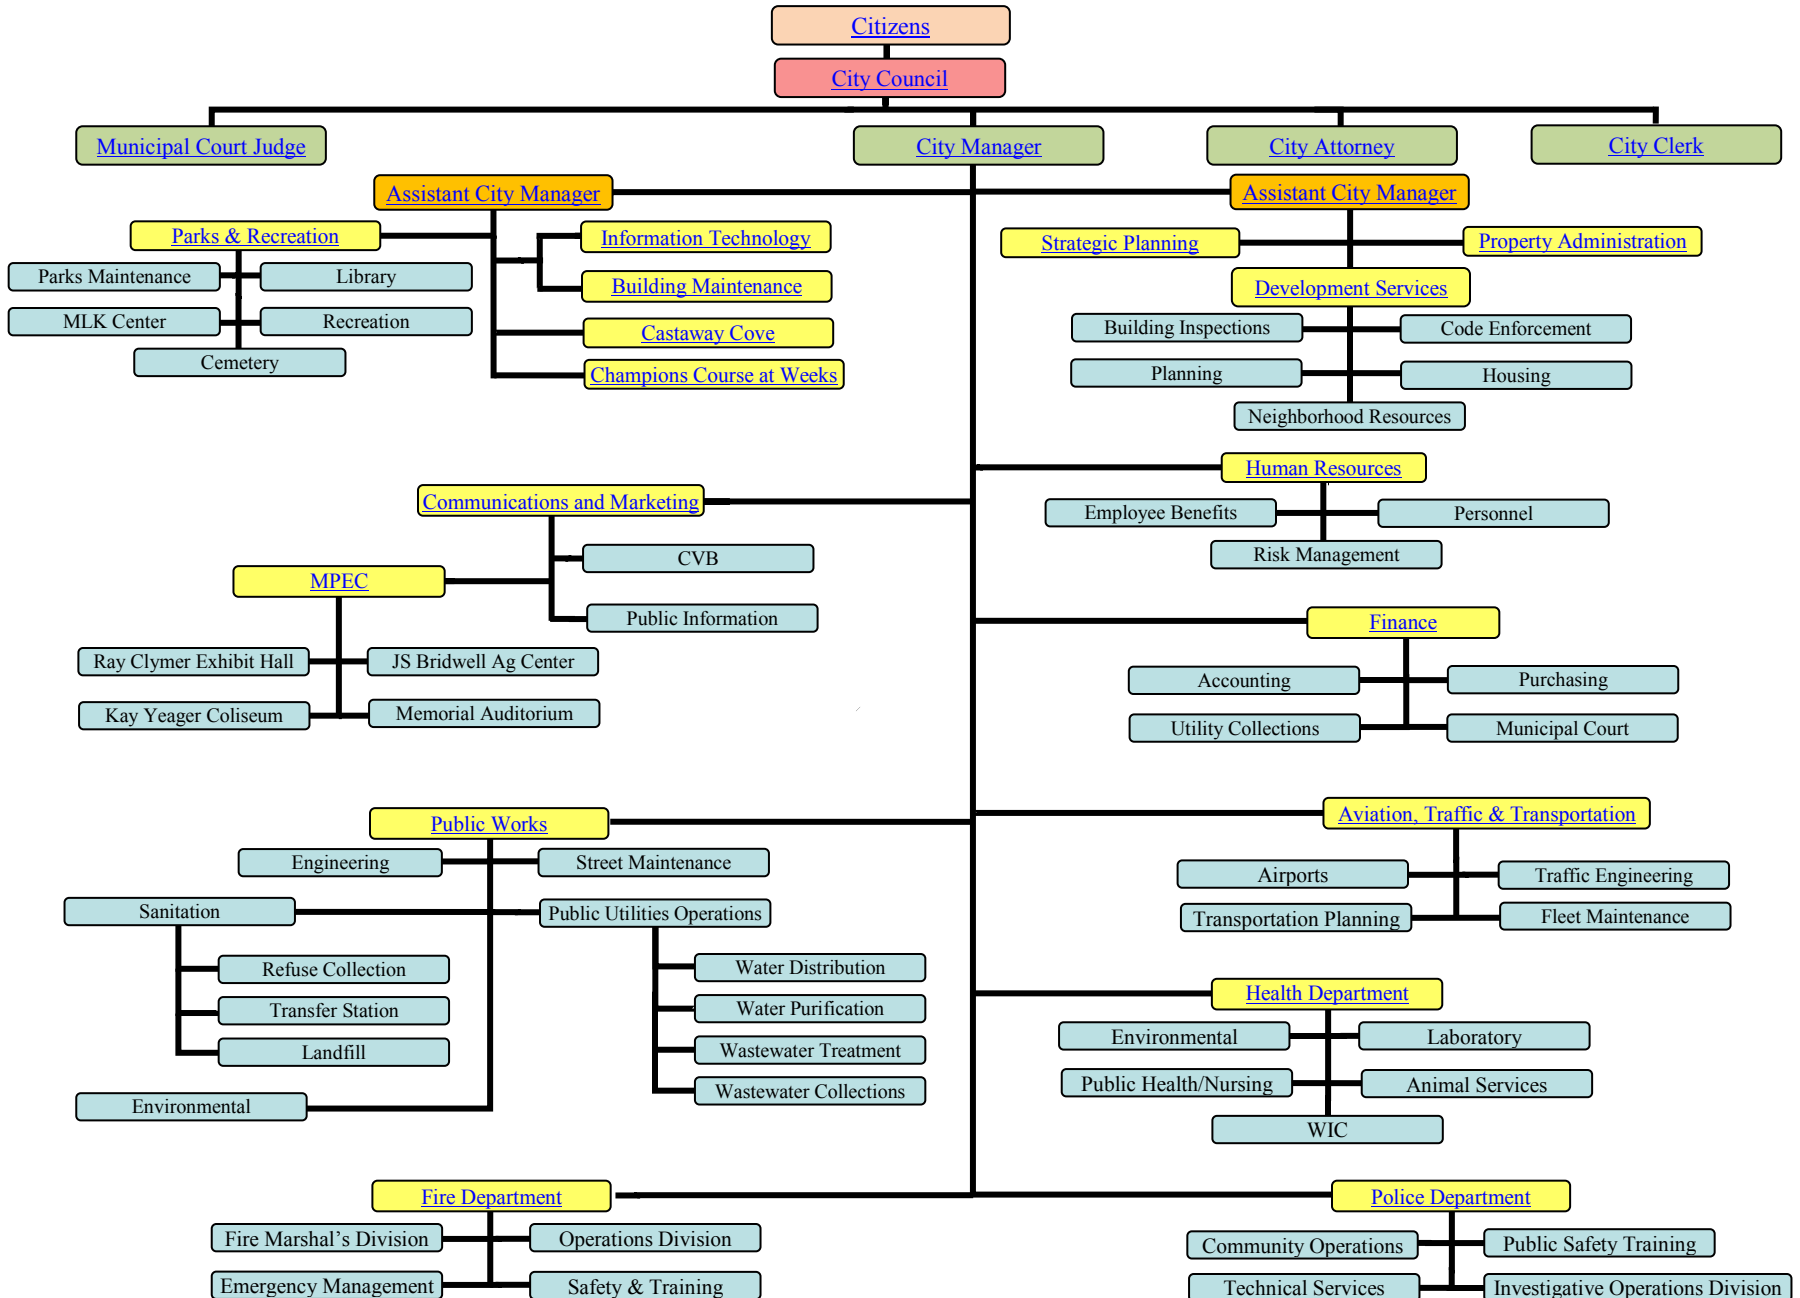 Citizens
City Council
Municipal Court Judge
City Manager
City Attorney
City Clerk
Assistant City Manager
Assistant City Manager
Parks & Recreation
Information Technology
Strategic Planning
Property Administration
Parks Maintenance
Library
Building Maintenance
Development Services
MLK Center
Recreation
Castaway Cove
Building Inspections
Code Enforcement
Cemetery
Champions Course at Weeks
Planning
Housing
Neighborhood Resources
Human Resources
Communications and Marketing
Employee Benefits
Personnel
CVB
Risk Management
MPEC
Public Information
Finance
Ray Clymer Exhibit Hall
JS Bridwell Ag Center
Accounting
Purchasing
Kay Yeager Coliseum
Memorial Auditorium
Utility Collections
Municipal Court
Public Works
Aviation, Traffic & Transportation
Engineering
Street Maintenance
Airports
Traffic Engineering
Sanitation
Public Utilities Operations
Transportation Planning
Fleet Maintenance
Refuse Collection
Water Distribution
Transfer Station
Water Purification
Health Department
Landfill
Wastewater Treatment
Environmental
Laboratory
Environmental
Wastewater Collections
Public Health/Nursing
Animal Services
WIC
Fire Department
Police Department
Fire Marshal’s Division
Operations Division
Community Operations
Public Safety Training
Emergency Management
Safety & Training
Technical Services
Investigative Operations Division